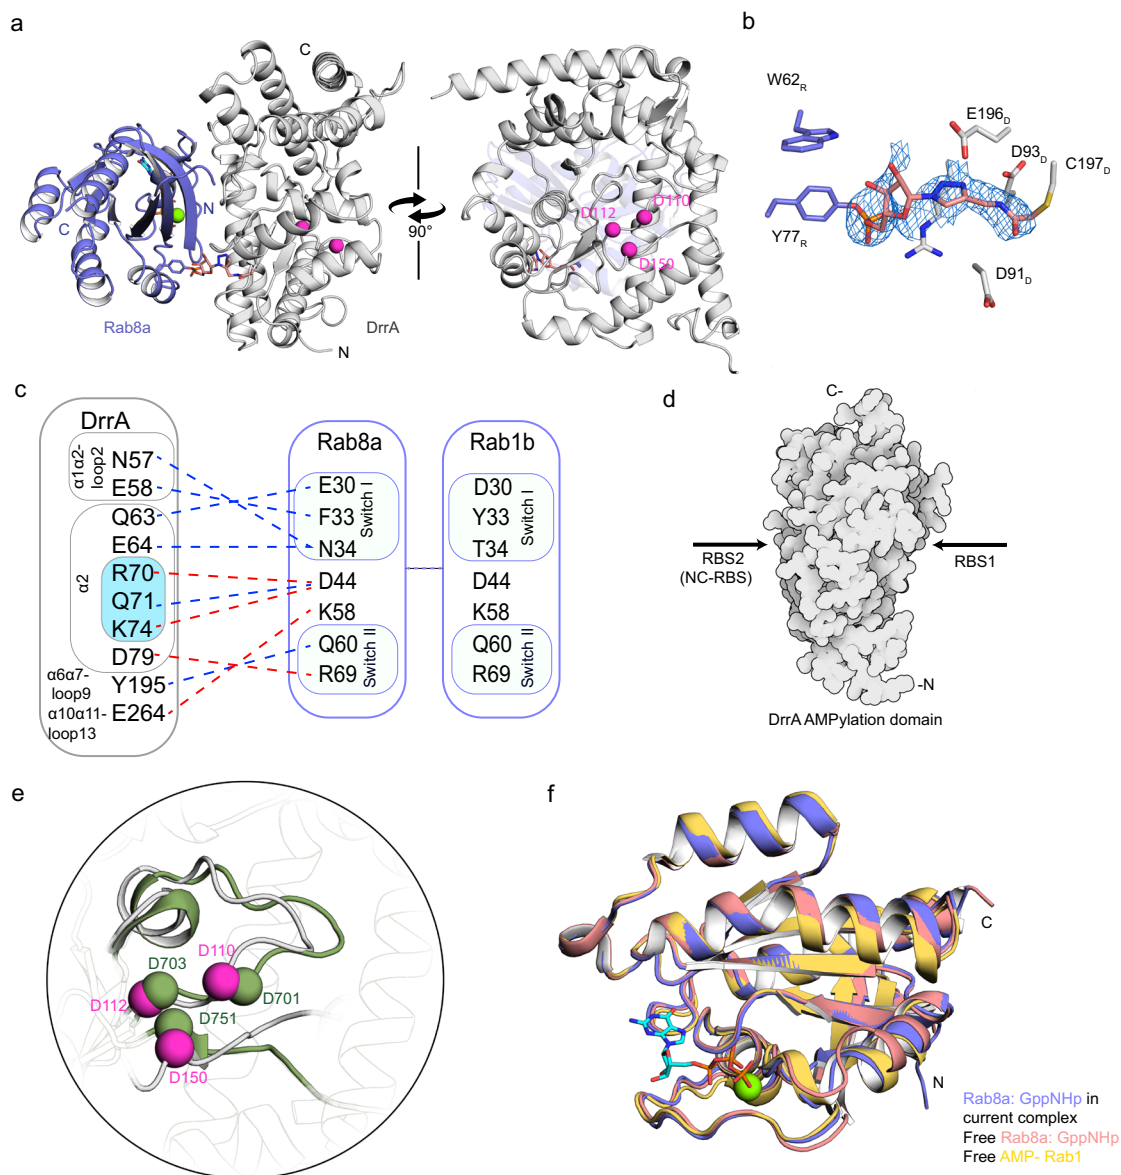 a
C
N
C
90°
Rab8a
DrrA
N
D112
D110
D150
b
W62R
E196D
D93D
C197D
Y77R
D91D
c
DrrA
α1α2-
loop2
N57
E58
Q63
E64
α2
R70
Q71
K74
D79
α6α7-
loop9
Y195
α10α11-
loop13
E264
Rab8a
E30
F33
N34
Switch I
D44
K58
Q60
R69
Switch II
Rab1b
D30
Y33
T34
Switch I
D44
K58
Q60
R69
Switch II
d
C-
RBS2
(NC-RBS)
RBS1
-N
DrrA AMPylation domain
e
D110
D703
D701
D112
D751
D150
f
C
N
Rab8a: GppNHp in
current complex
Free Rab8a: GppNHp
Free AMP- Rab1